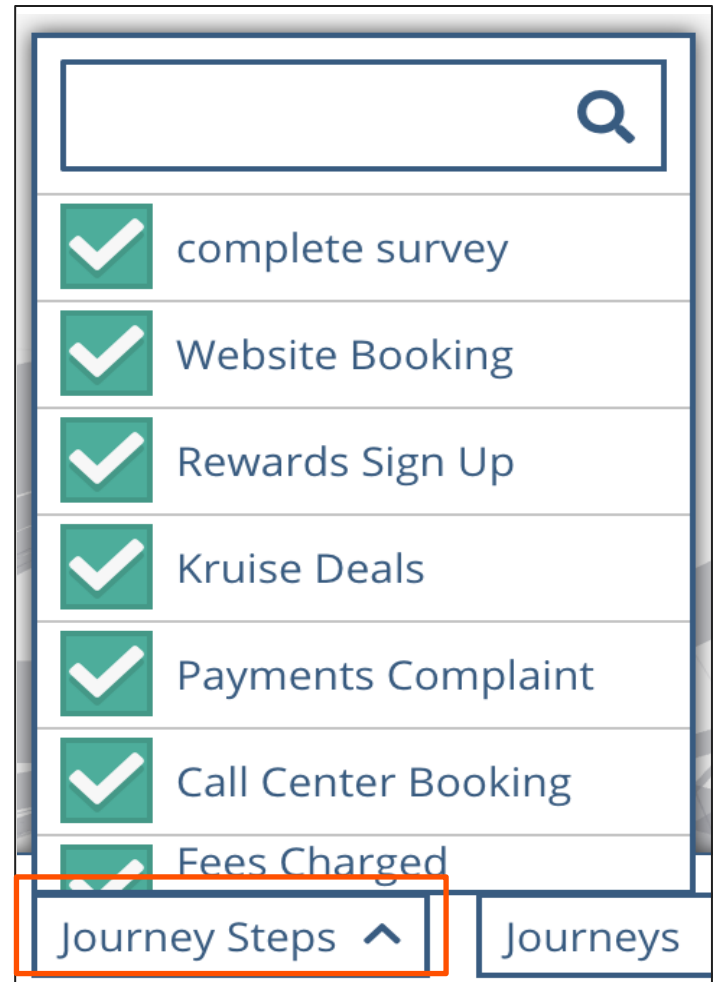 complete survey
Website Booking
Rewards Sign Up
Kruise Deals
Payments Complaint
Call Center Booking
Fees Charged
Journey Steps
Journeys